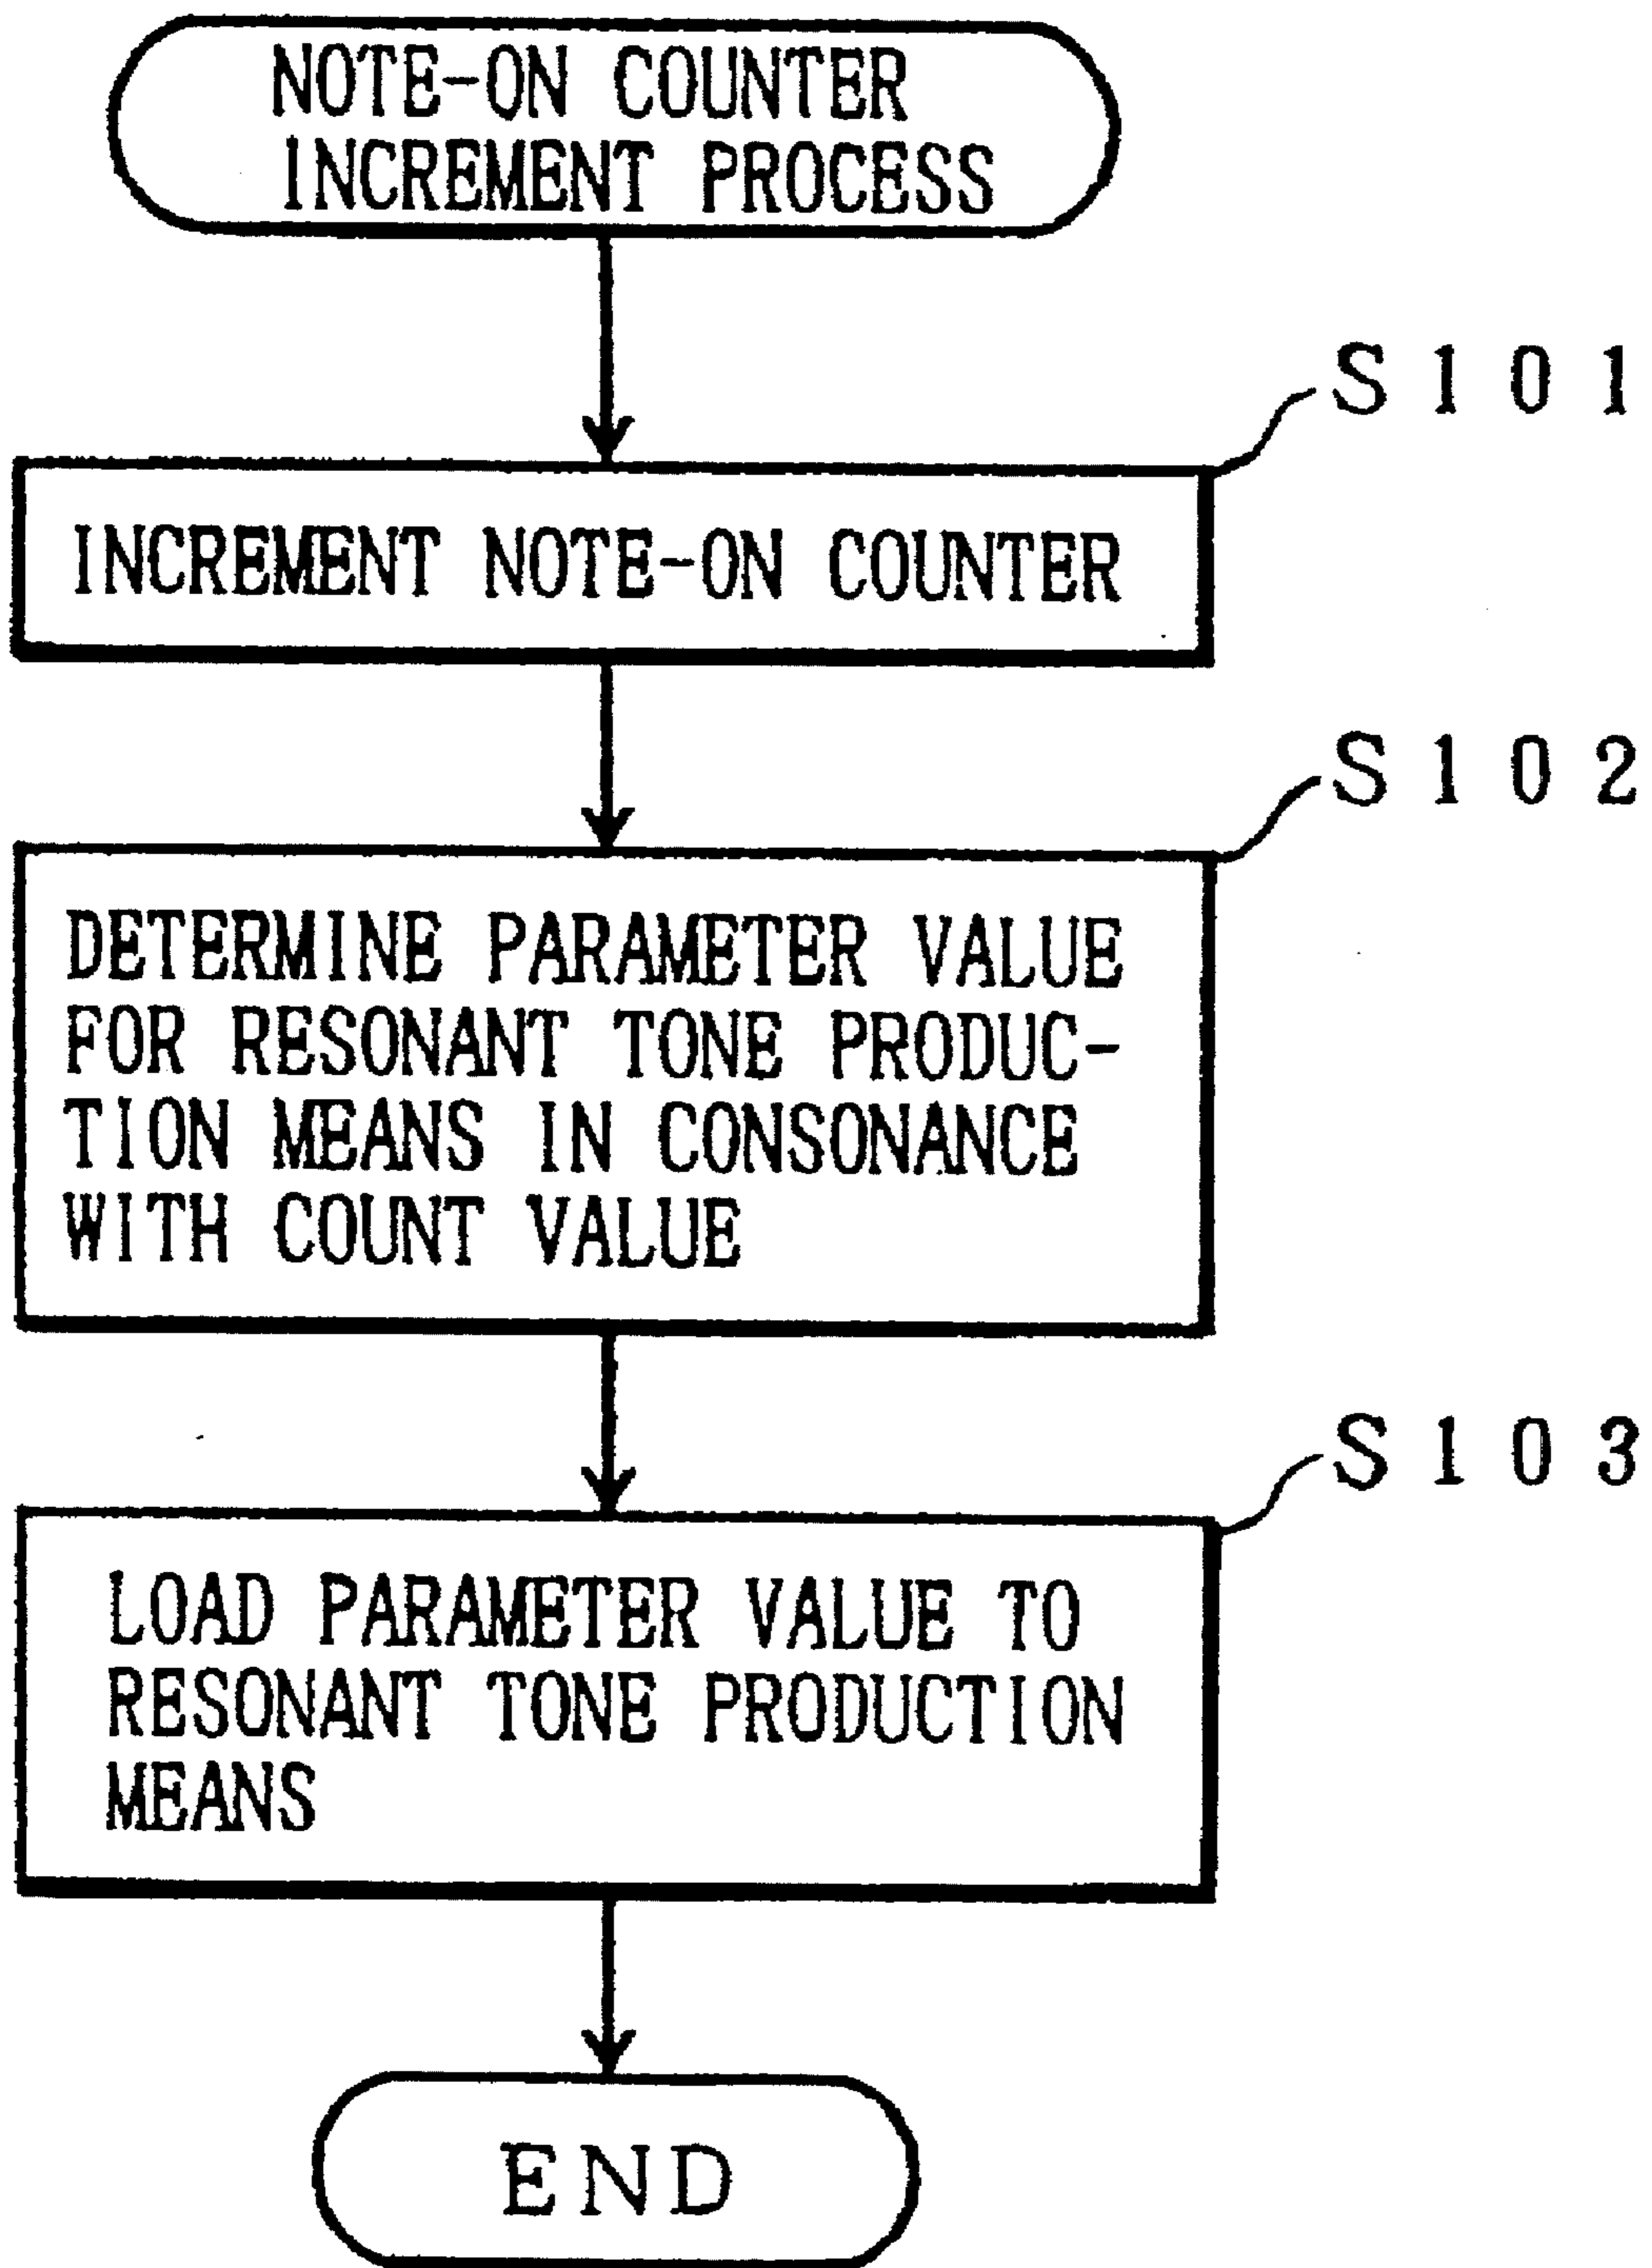 NOTE-ON COUNTER
INCREMENT PROCESS
S101
INCREMENT NOTE-ON COUNTER
S102
DETERMINE PARAMETER VALUE
FOR RESONANT TONE PRODUC-
TION MEANS IN CONSONANCE
WITH COUNT VALUE
S103
LOAD PARAMETER VALUE TO
RESONANT TONE PRODUCTION
MEANS
END